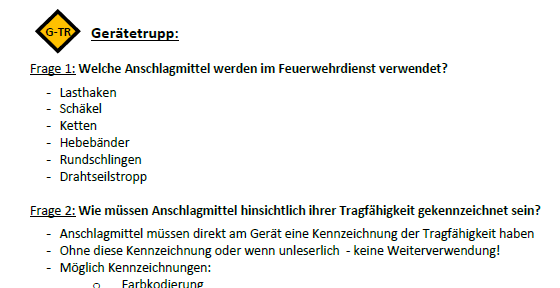 G-TR Gerätetrupp:
Frage 1: Welche Anschlagmittel werden im Feuerwehrdienst verwendet?
- Lasthaken
- Schäkel
- Ketten
- Hebebänder
- Rundschlingen
- Drahtseilstropp
Frage 2: Wie müssen Anschlagmittel hinsichtlich ihrer Tragfähigkeit gekennzeichnet sein?
- Anschlagmittel müssen direkt am Gerät eine Kennzeichnung der Tragfähigkeit haben
- Ohne diese Kennzeichnung oder wenn unleserlich - keine Weiterverwendung!
- Möglich Kennzeichnungen:
o Farbkodierung